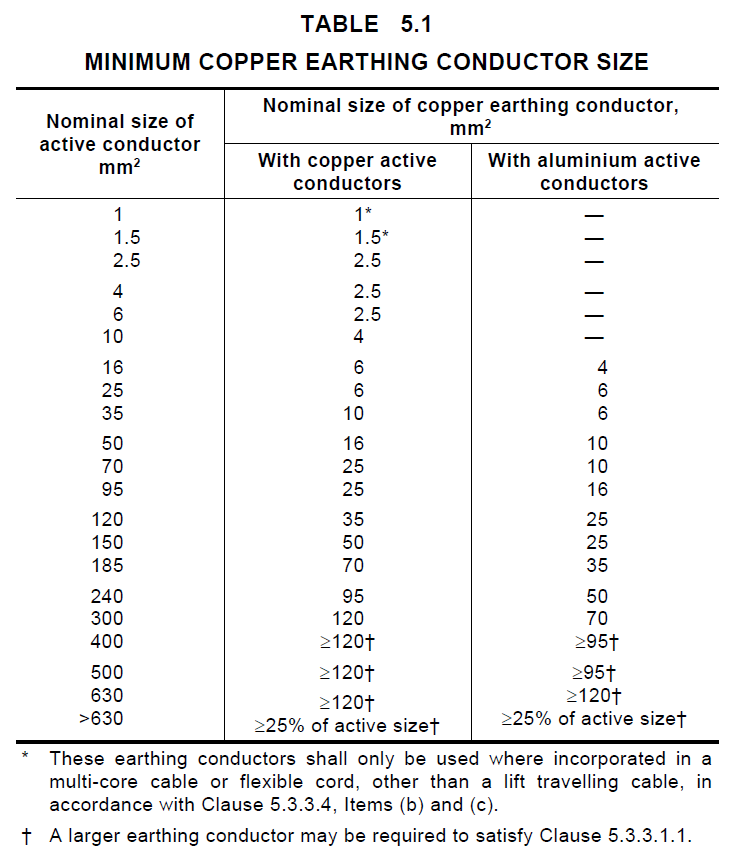 TABLE 5.1
MINIMUM COPPER EARTHING CONDUCTOR SIZE
Nominal size of active conductor mm²
Nominal size of copper earthing conductor, mm²
With copper active conductors
With aluminium active conductors
1 1* —
1.5 1.5* —
2.5 2.5 —
4 2.5 —
6 2.5 —
10 4 —
16 6 4
25 6 6
35 10 6
50 16 10
70 25 10
95 25 16
120 35 25
150 50 25
185 70 35
240 95 50
300 120 70
400 ≥120† ≥95†
500 ≥120† ≥95†
630 ≥120† ≥120†
>630 ≥25% of active size† ≥25% of active size†
* These earthing conductors shall only be used where incorporated in a
multi-core cable or flexible cord, other than a lift travelling cable, in
accordance with Clause 5.3.3.4, Items (b) and (c).
† A larger earthing conductor may be required to satisfy Clause 5.3.3.1.1.